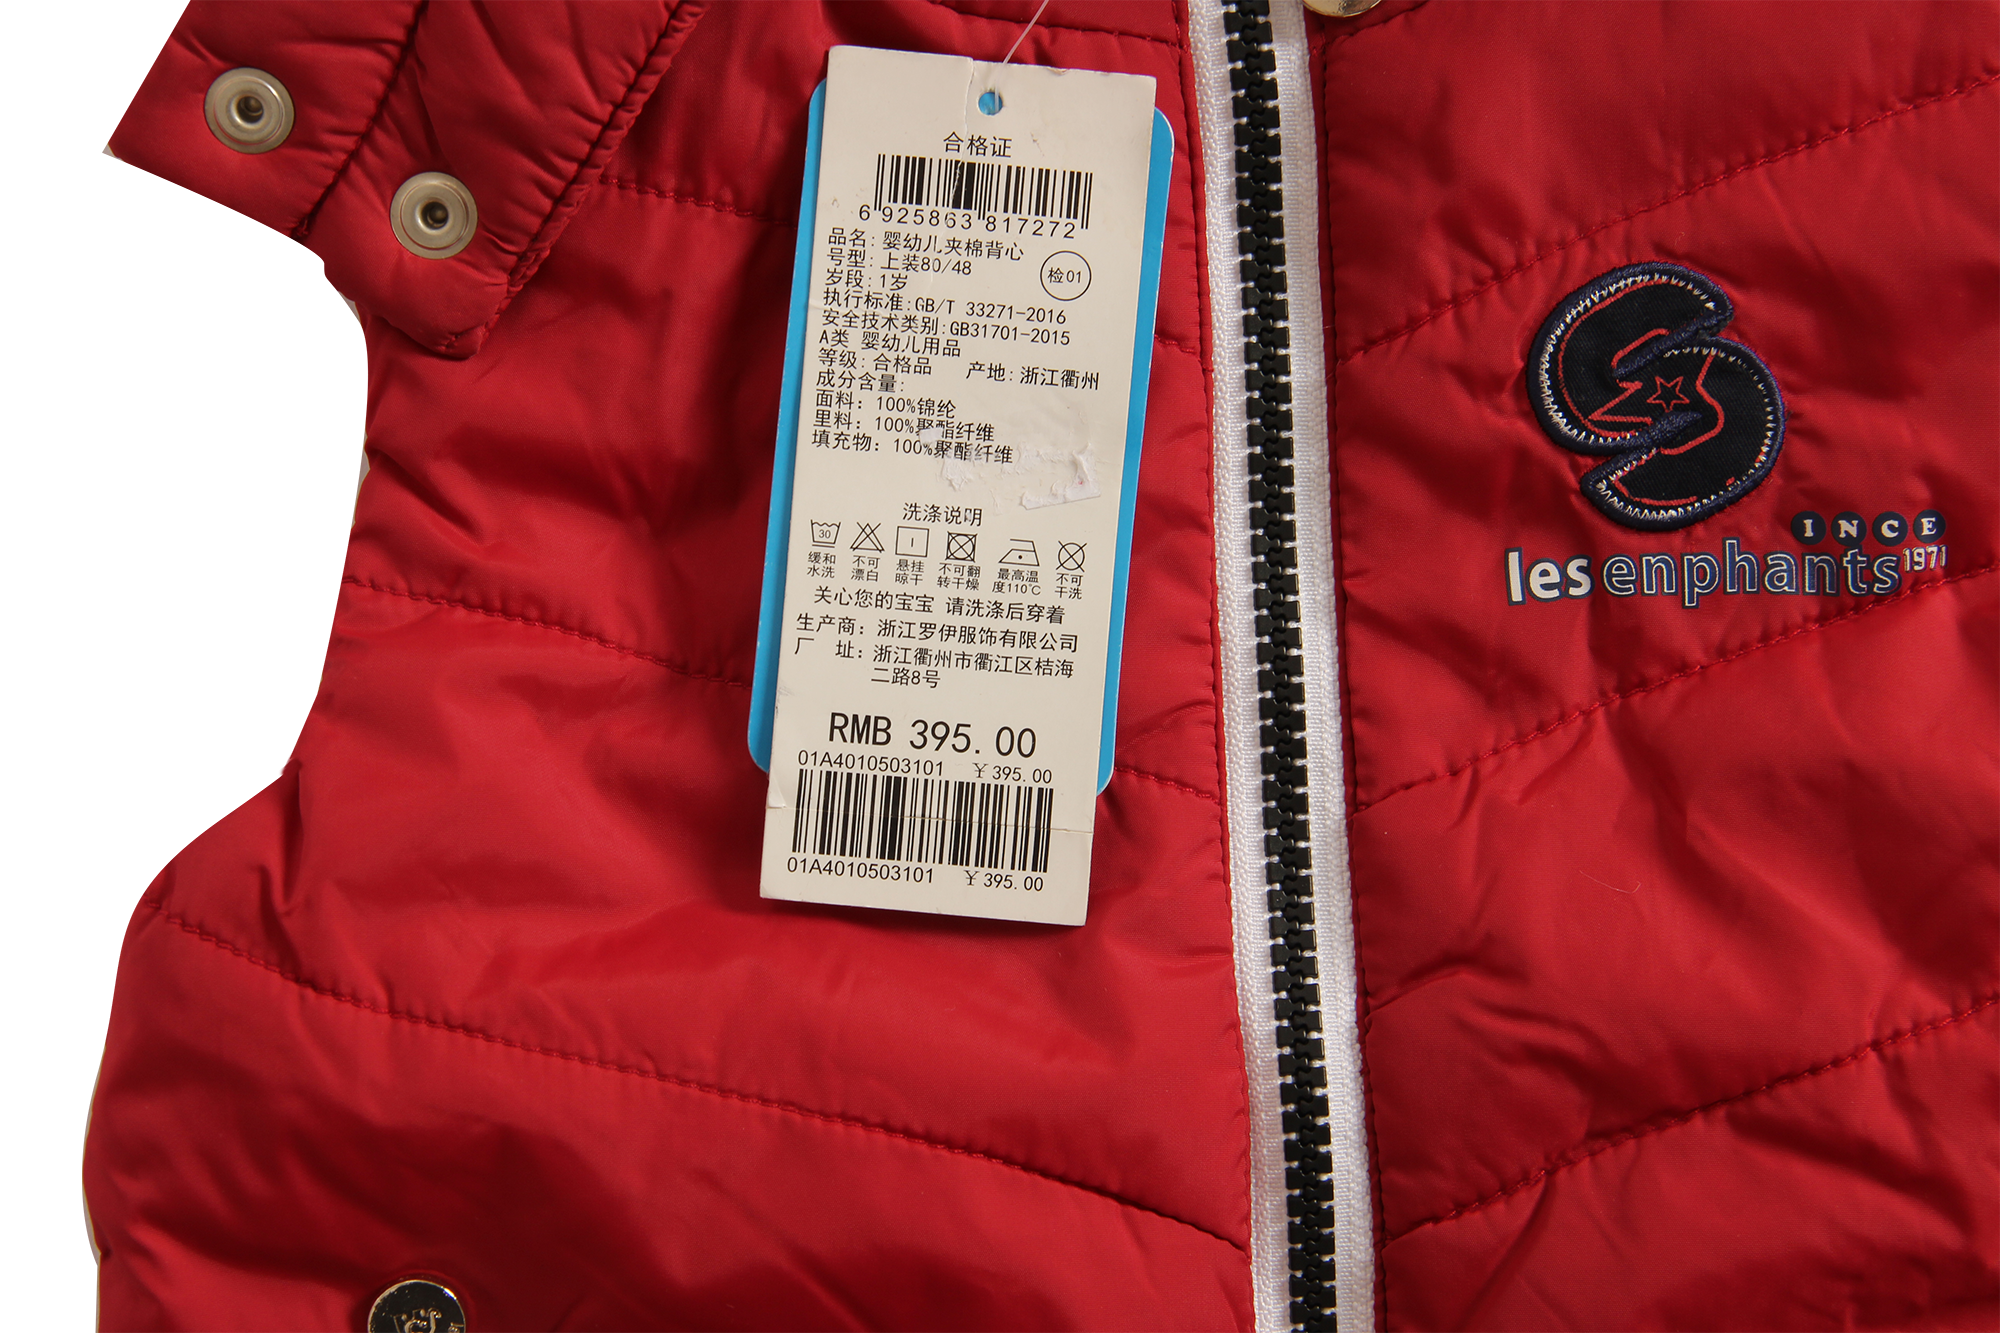 合格证
6 925863 817272
品名: 婴幼儿夹棉背心
号型: 上装80/48
检01
岁段: 1岁
执行标准: GB/T 33271-2016
安全技术类别: GB31701-2015
A类 婴幼儿用品
等级: 合格品 产地: 浙江衢州
成分含量:
面料: 100%锦纶
里料: 100%聚酯纤维
填充物: 100%聚酯纤维
洗涤说明
30
缓和水洗 不可漂白 悬挂晾干 不可翻转干燥 最高温度110℃ 不可干洗
关心您的宝宝 请洗涤后穿着
生产商: 浙江罗伊服饰有限公司
厂 址: 浙江衢州市衢江区桔海
二路8号
RMB 395.00
01A4010503101 ¥395.00
01A4010503101 ¥395.00
INCE
les enphants 1971